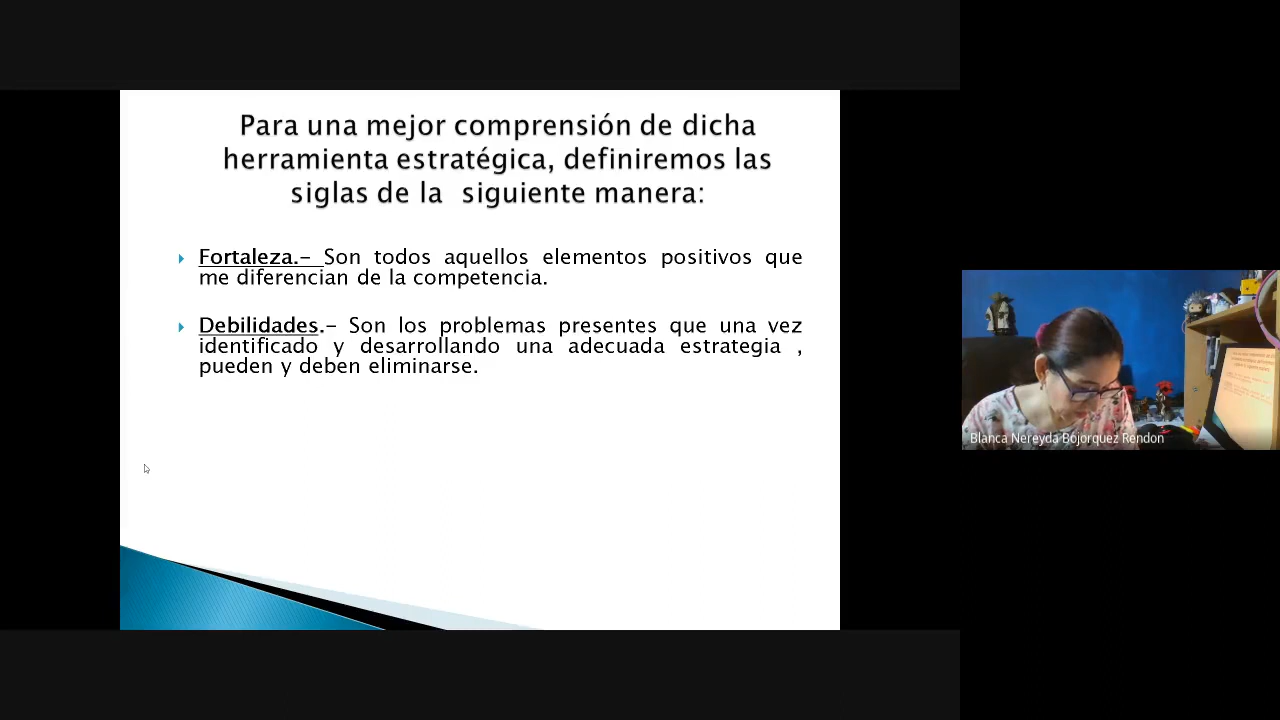 Para una mejor comprensión de dicha
herramienta estratégica, definiremos las
siglas de la siguiente manera:
Fortaleza.- Son todos aquellos elementos positivos que
me diferencian de la competencia.
Debilidades.- Son los problemas presentes que una vez
identificado y desarrollando una adecuada estrategia ,
pueden y deben eliminarse.
Blanca Nereyda Bojorquez Rendon